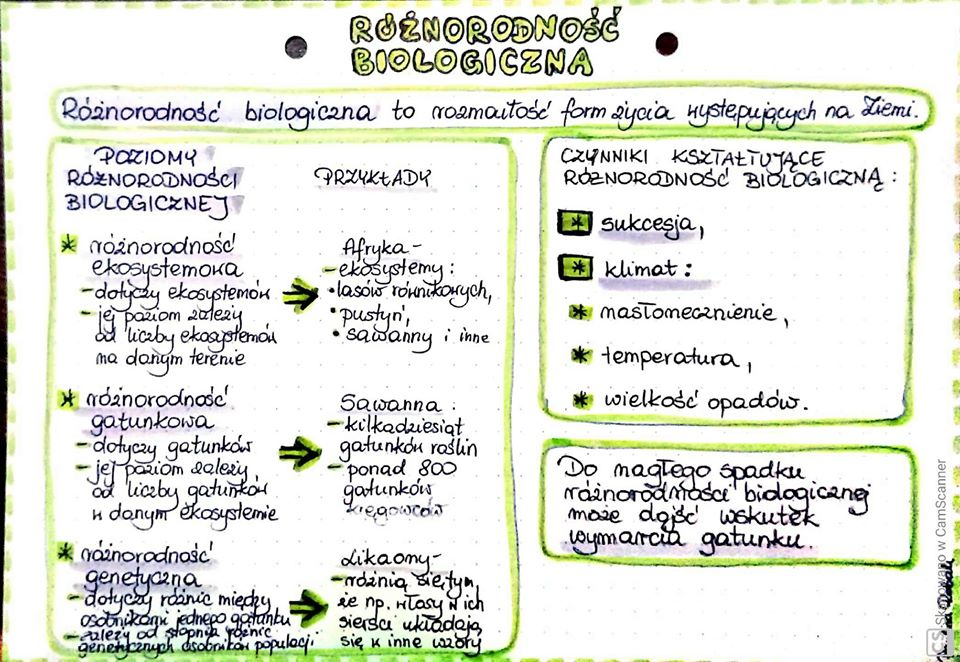 RÓŻNORODNOŚĆ
BIOLOGICZNA
Różnorodność biologiczna to rozmaitość form życia występujących na Ziemi.
POZIOMY
RÓŻNORODNOŚCI
BIOLOGICZNEJ
PRZYKŁADY
* różnorodność
ekosystemowa
- dotyczy ekosystemów
- jej poziom zależy
od liczby ekosystemów
na danym terenie
Afryka -
- ekosystemy:
• lasów równikowych,
• pustyń,
• sawanny i inne
* różnorodność
gatunkowa
- dotyczy gatunków
- jej poziom zależy,
od liczby gatunków
w danym ekosystemie
Sawanna:
- kilkadziesiąt
gatunków roślin
- ponad 800
gatunków
kręgowców
* różnorodność
genetyczna
- dotyczy różnic między
osobnikami jednego gatunku
- zależy od stopnia różnic
genetycznych osobników populacji.
Likaony -
- różnią się tym,
że np. włosy w ich
sierści układają
się w inne wzory
CZYNNIKI KSZTAŁTUJĄCE
RÓŻNORODNOŚĆ BIOLOGICZNĄ:
* sukcesja,
* klimat:
* nasłonecznienie,
* temperatura,
* wielkość opadów.
Do nagłego spadku
różnorodności biologicznej
może dojść wskutek
wymarcia gatunku.
CS Skanowano w CamScanner